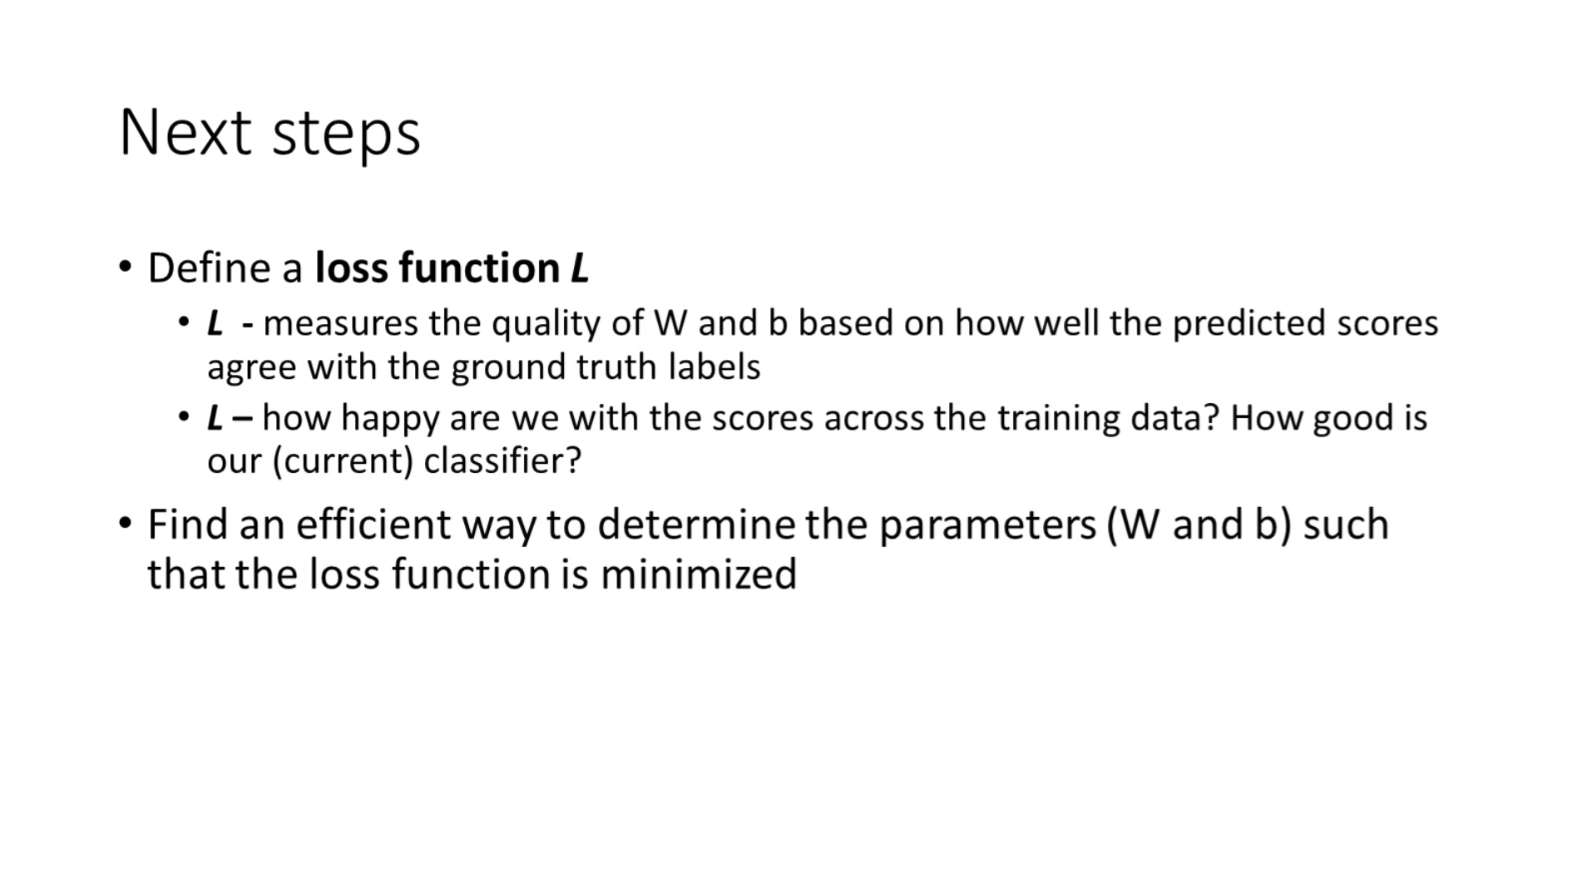 Next steps
• Define a loss function L
• L - measures the quality of W and b based on how well the predicted scores
agree with the ground truth labels
• L – how happy are we with the scores across the training data? How good is
our (current) classifier?
• Find an efficient way to determine the parameters (W and b) such
that the loss function is minimized